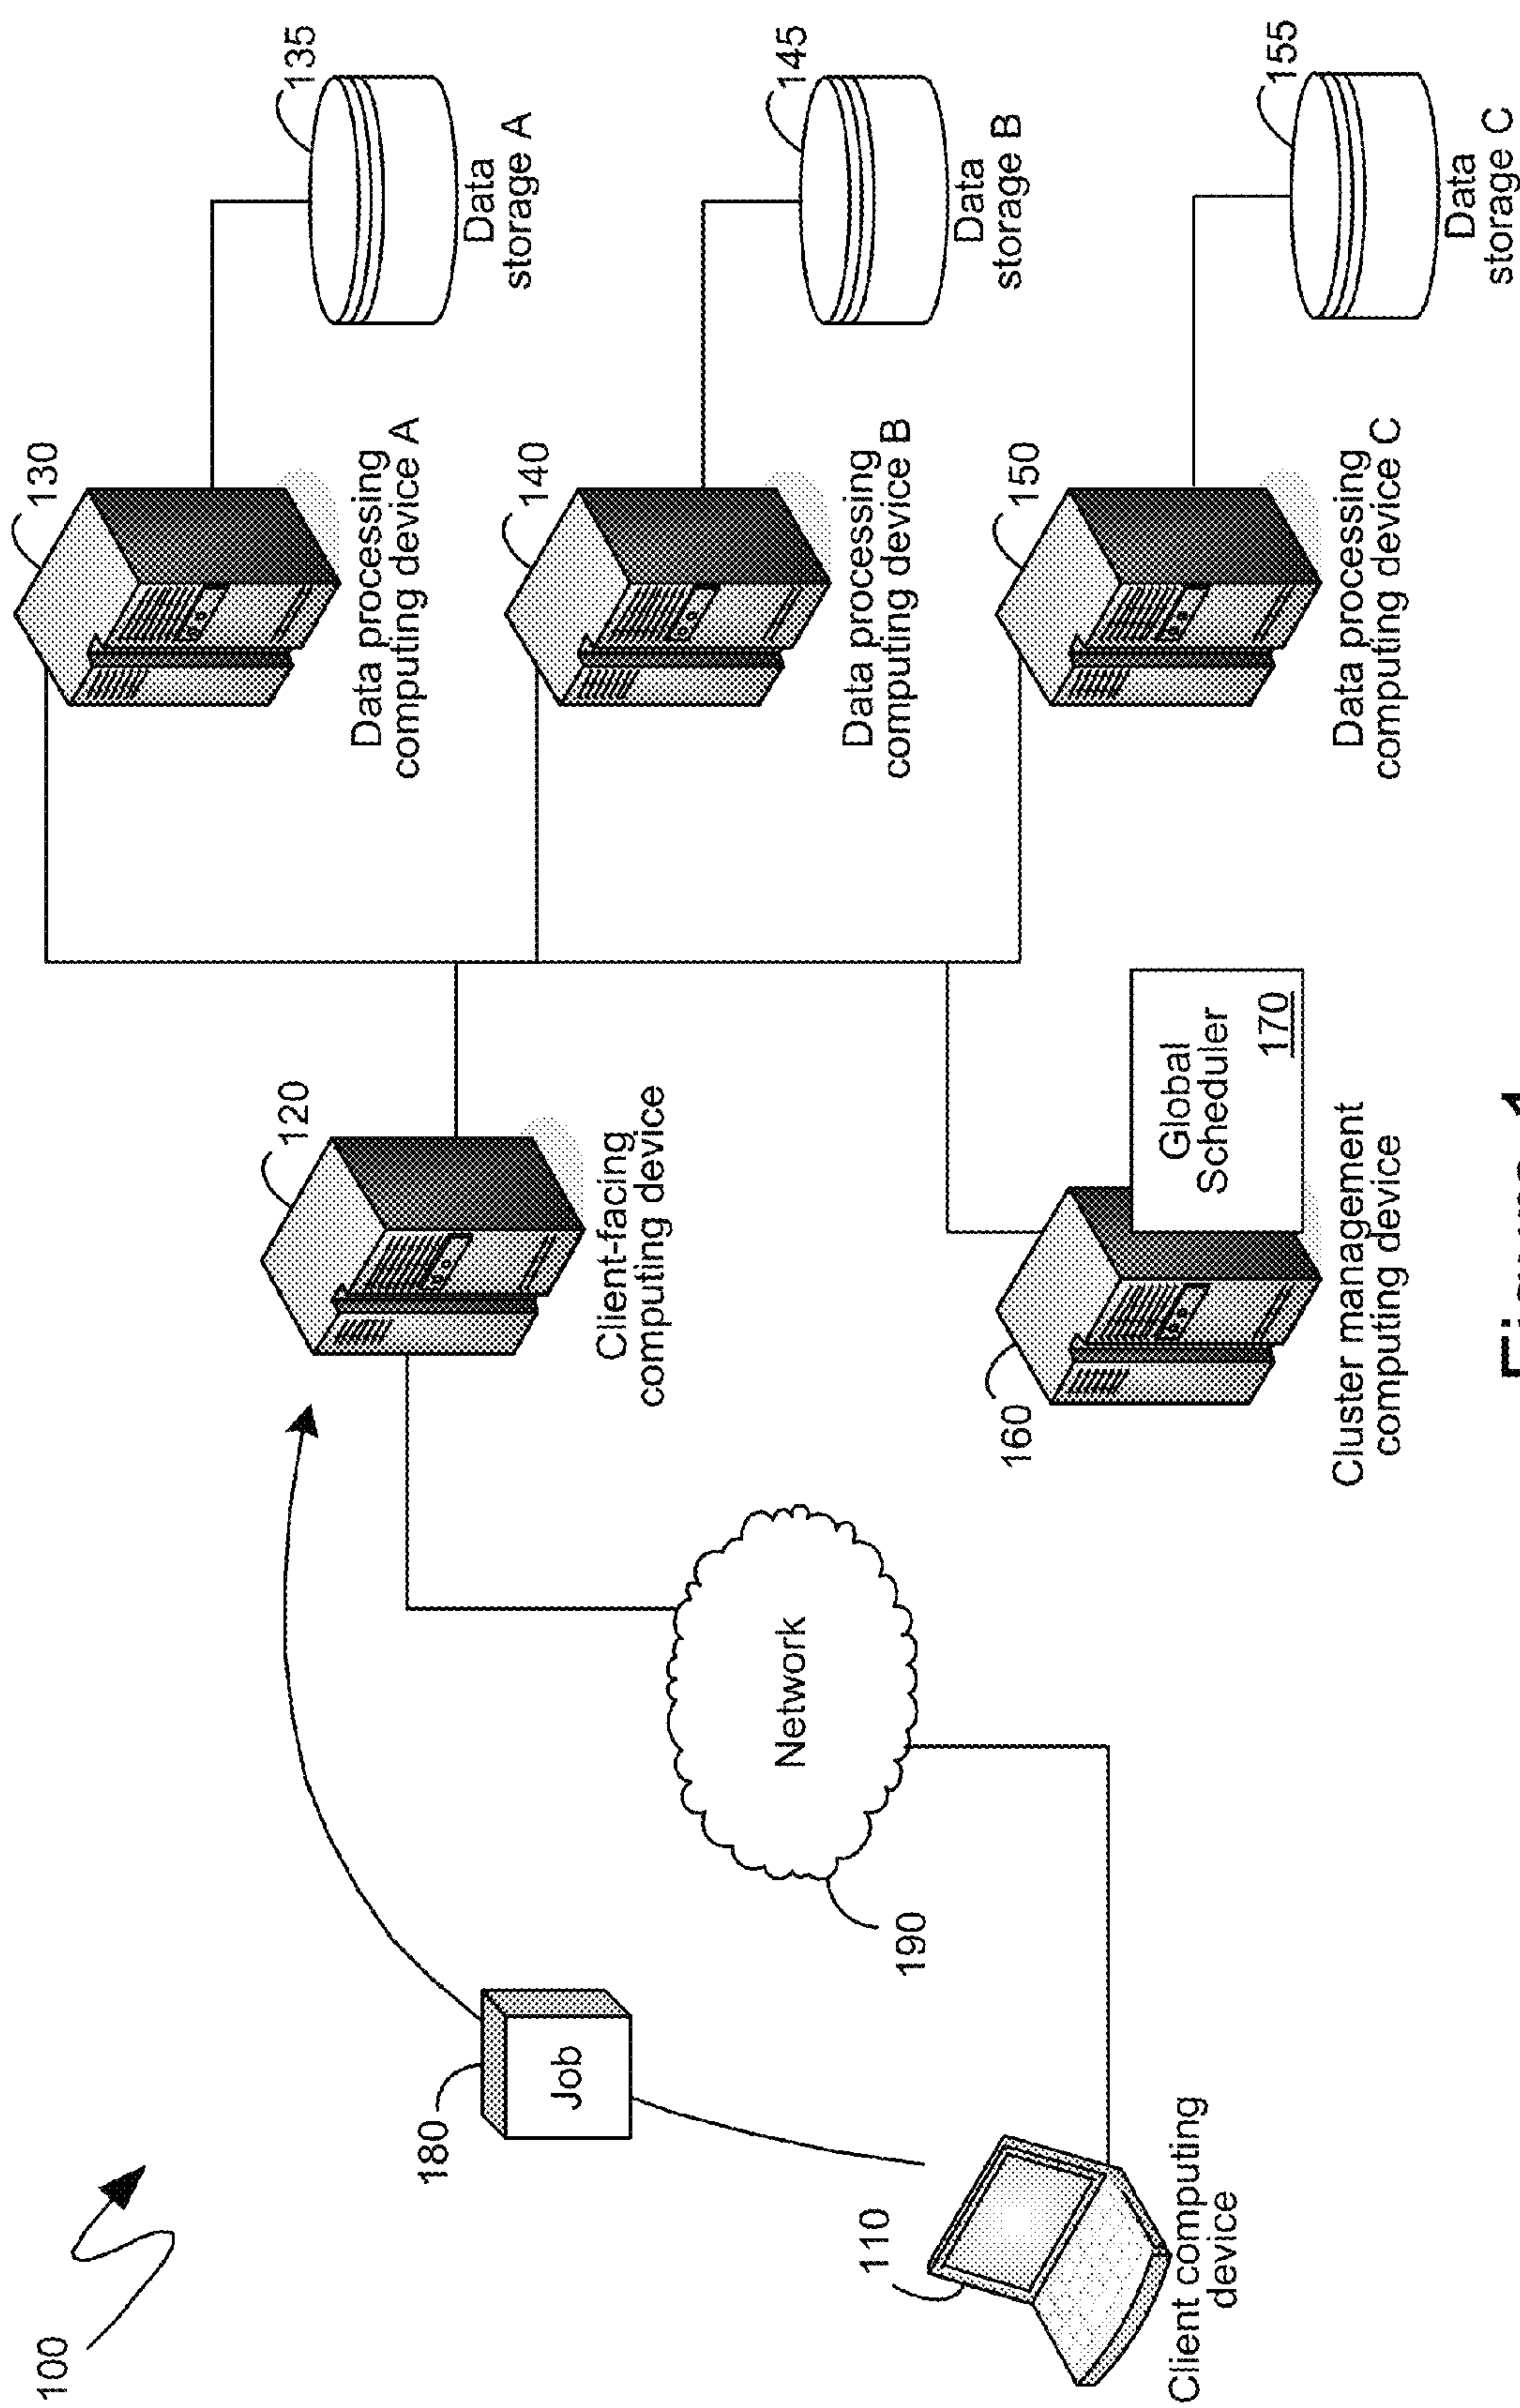 100
110
Client computing
device
180
Job
190
Network
120
Client-facing
computing device
160
Global
Scheduler
170
Cluster management
computing device
130
Data processing
computing device A
140
Data processing
computing device B
150
Data processing
computing device C
135
Data
storage A
145
Data
storage B
155
Data
storage C
Figure 1